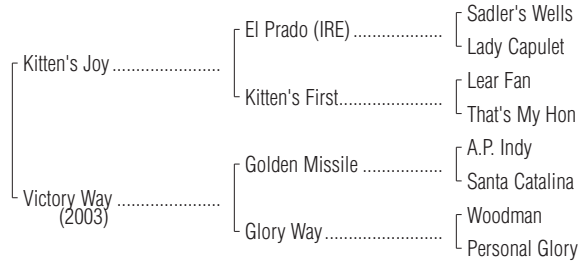 Sadler's Wells
El Prado (IRE) ....................
Lady Capulet
Kitten's Joy ........................
Lear Fan
Kitten's First.......................
That's My Hon
A.P. Indy
Golden Missile ..................
Santa Catalina
Victory Way .......................
(2003)
Woodman
Glory Way ...........................
Personal Glory